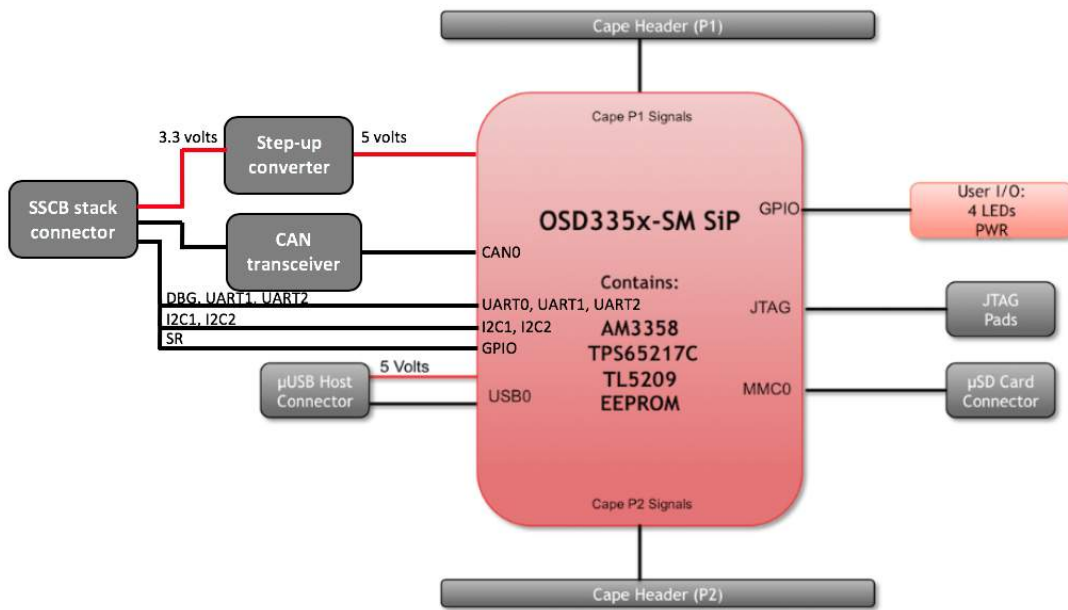 Cape Header (P1)
Cape P1 Signals
3.3 volts
Step-up
converter
5 volts
SSCB stack
connector
CAN
transceiver
CAN0
OSD335x-SM SiP
Contains:
AM3358
TPS65217C
TL5209
EEPROM
GPIO
User I/O:
4 LEDs
PWR
DBG, UART1, UART2
UART0, UART1, UART2
I2C1, I2C2
I2C1, I2C2
SR
GPIO
JTAG
JTAG
Pads
µUSB Host
Connector
5 Volts
USB0
MMC0
µSD Card
Connector
Cape P2 Signals
Cape Header (P2)